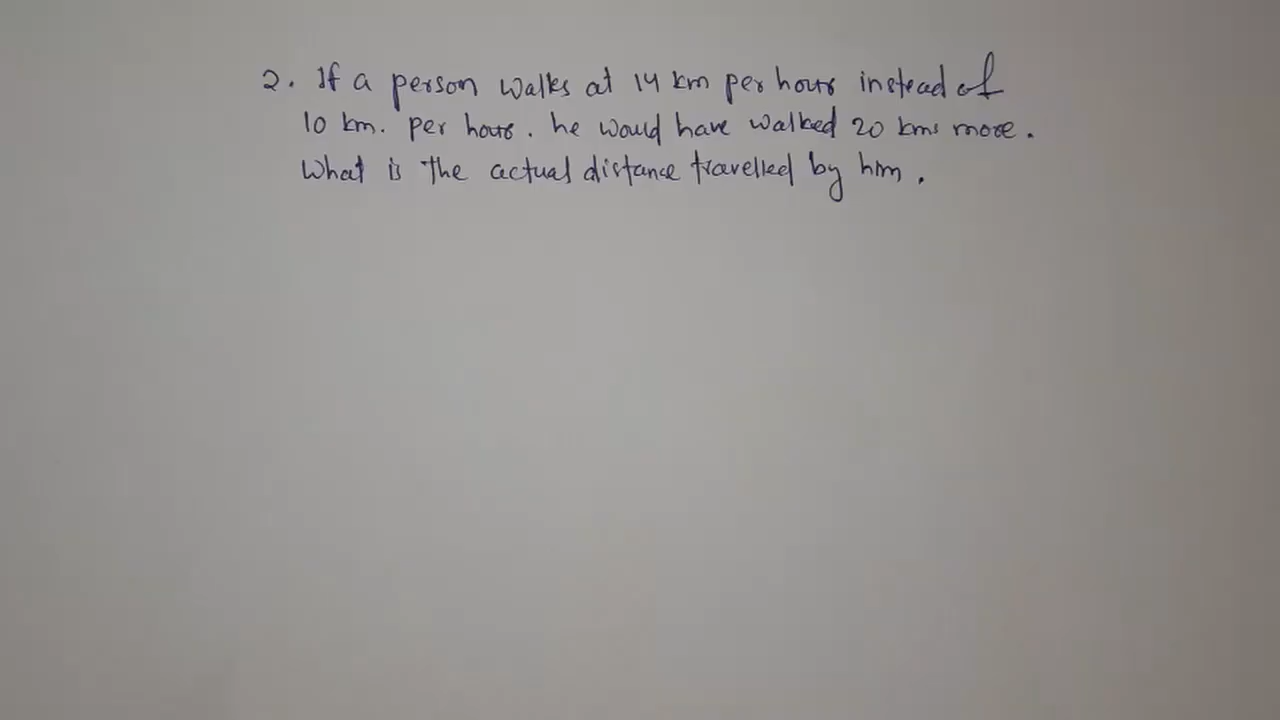 2. If a person walks at 14 km per hours instead of
10 km. per hours. he would have walked 20 kms more.
What is the actual distance travelled by him.